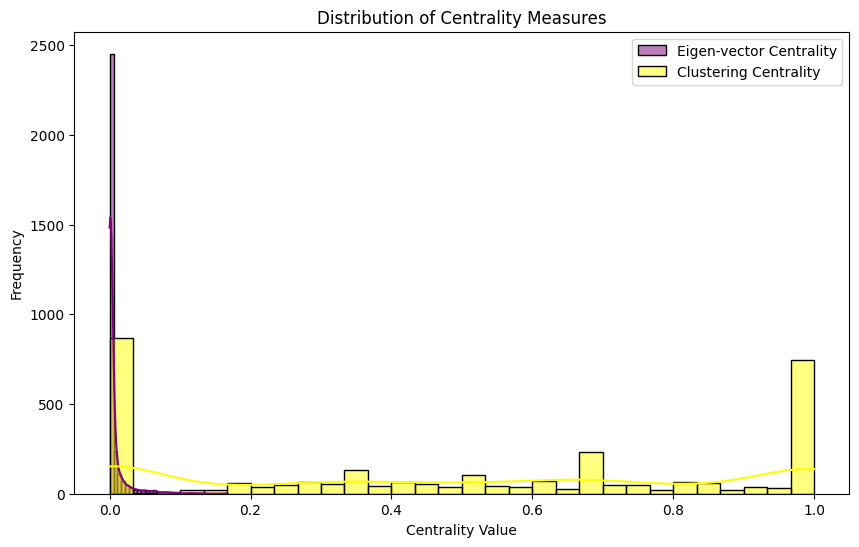 Distribution of Centrality Measures
Eigen-vector Centrality
Clustering Centrality
Frequency
2500
2000
1500
1000
500
0
0.0 0.2 0.4 0.6 0.8 1.0
Centrality Value